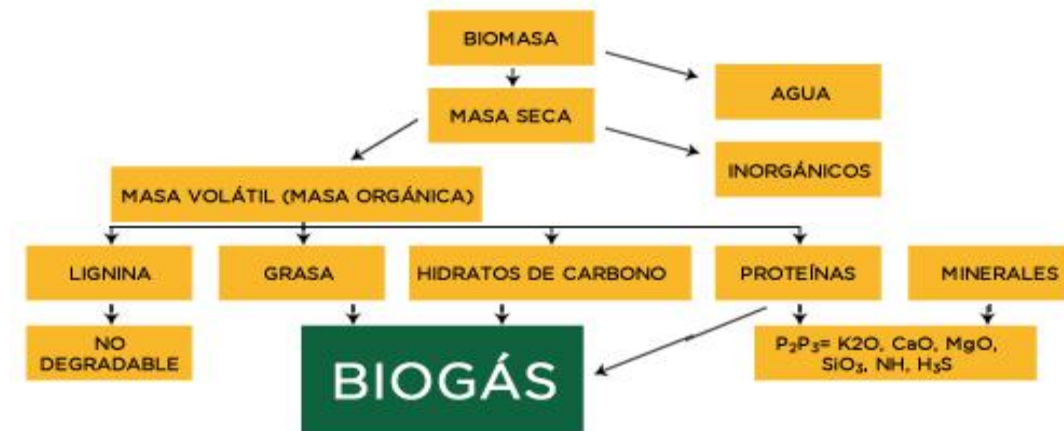 BIOMASA
AGUA
MASA SECA
INORGÁNICOS
MASA VOLÁTIL (MASA ORGÁNICA)
LIGNINA
GRASA
HIDRATOS DE CARBONO
PROTEÍNAS
MINERALES
NO
DEGRADABLE
BIOGÁS
P₂P₃= K2O, CaO, MgO,
SiO₃, NH, H₃S